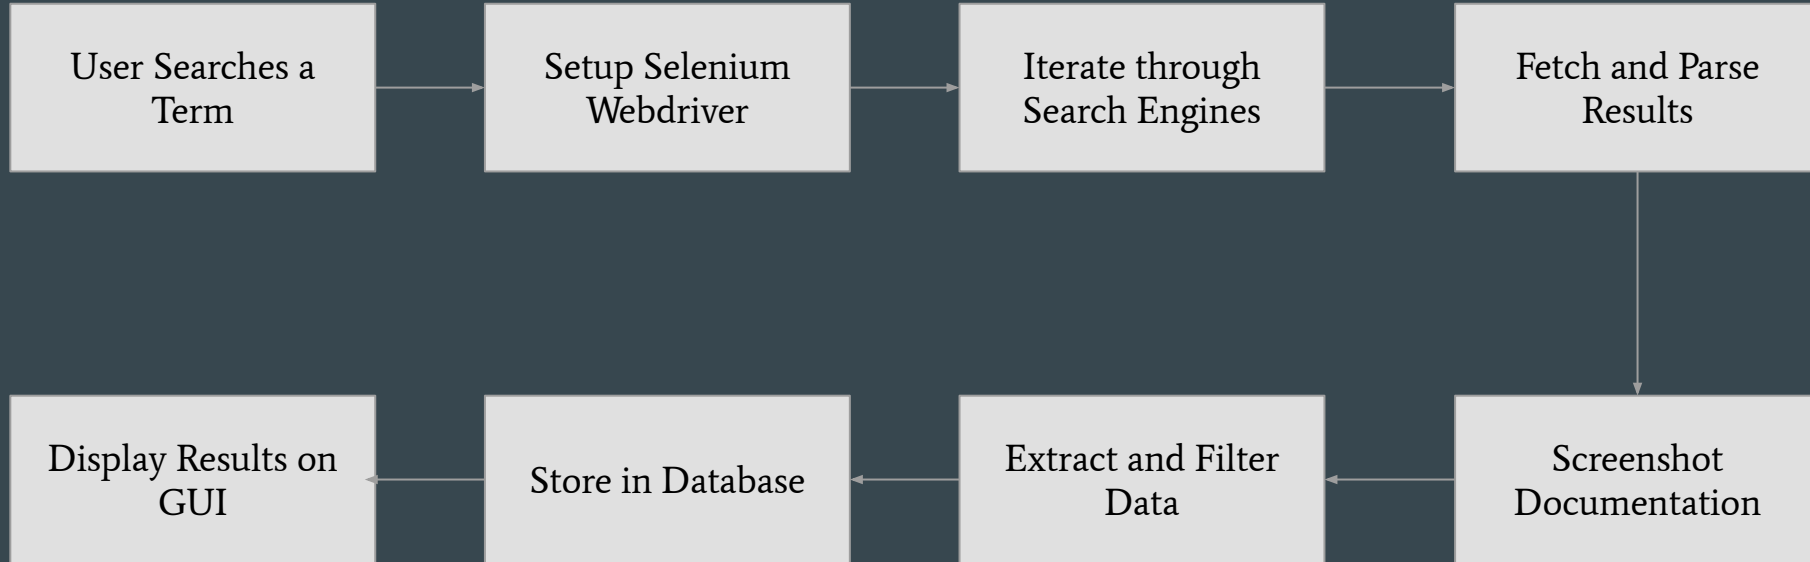 User Searches a
Term
Setup Selenium
Webdriver
Iterate through
Search Engines
Fetch and Parse
Results
Display Results on
GUI
Store in Database
Extract and Filter
Data
Screenshot
Documentation